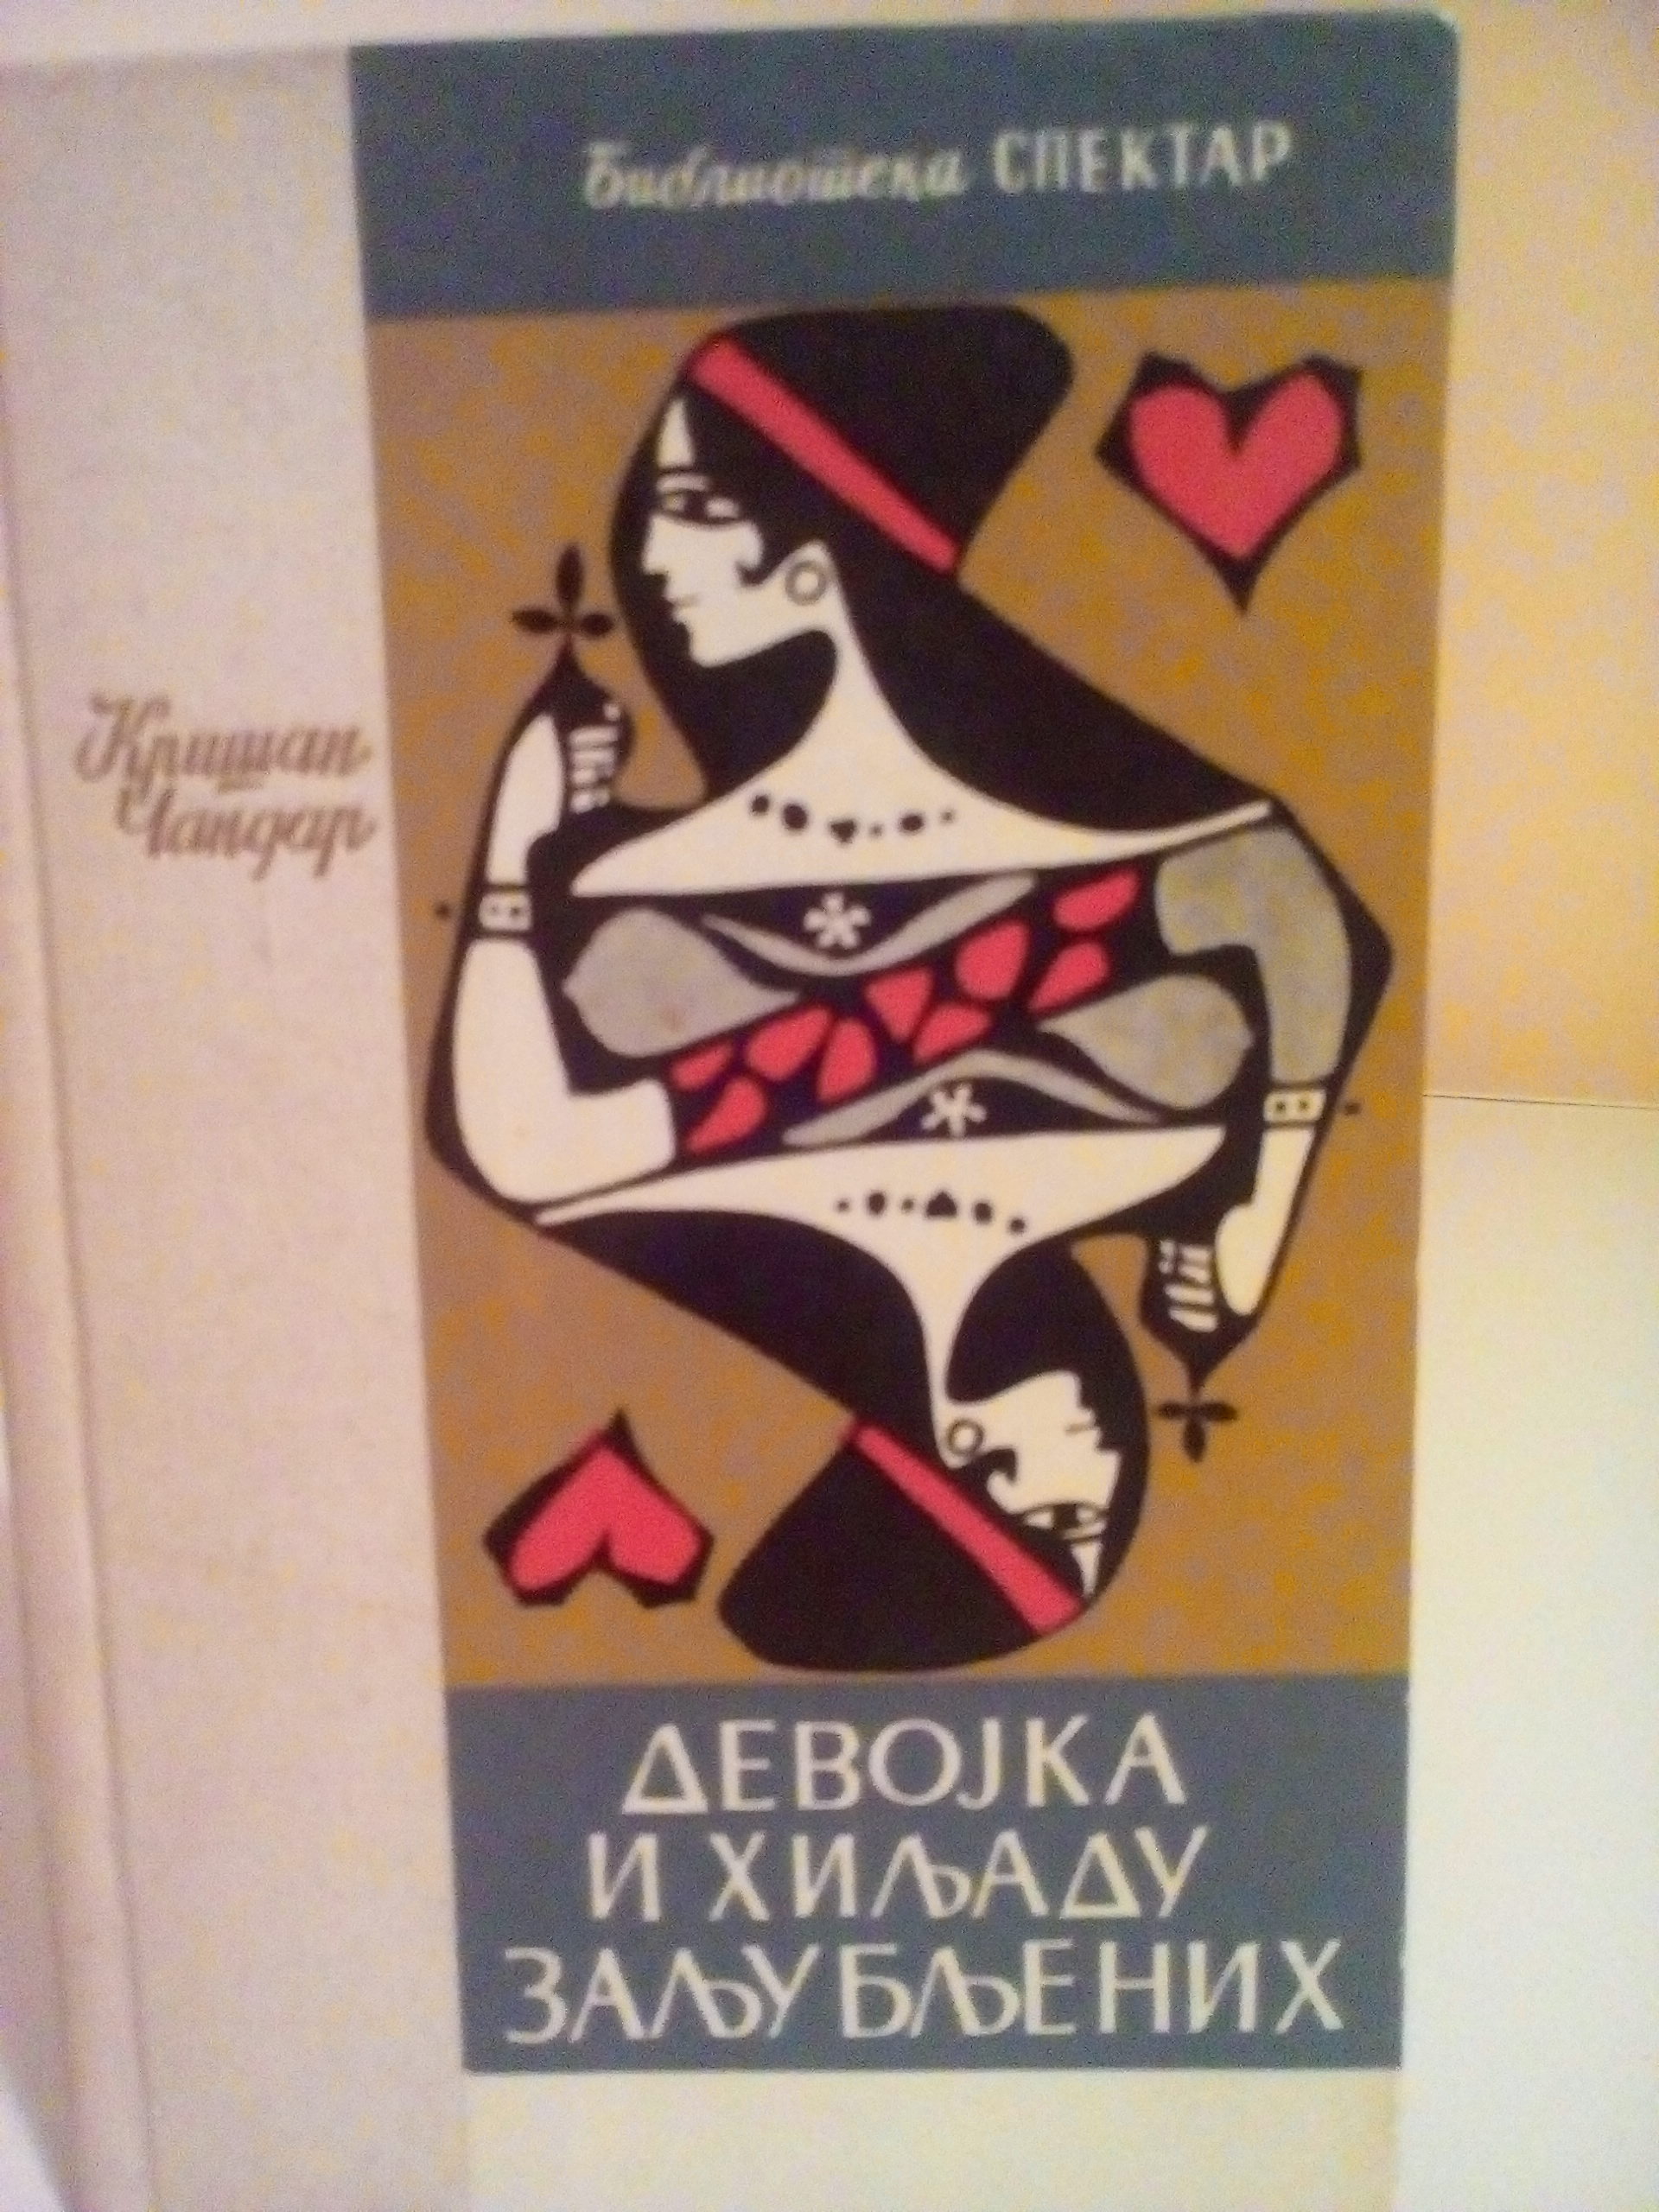 Библиотека СПЕКТАР
Кришан
Чандар
ДЕВОЈКА
И ХИЉАДУ
ЗАЉУБЉЕНИХ